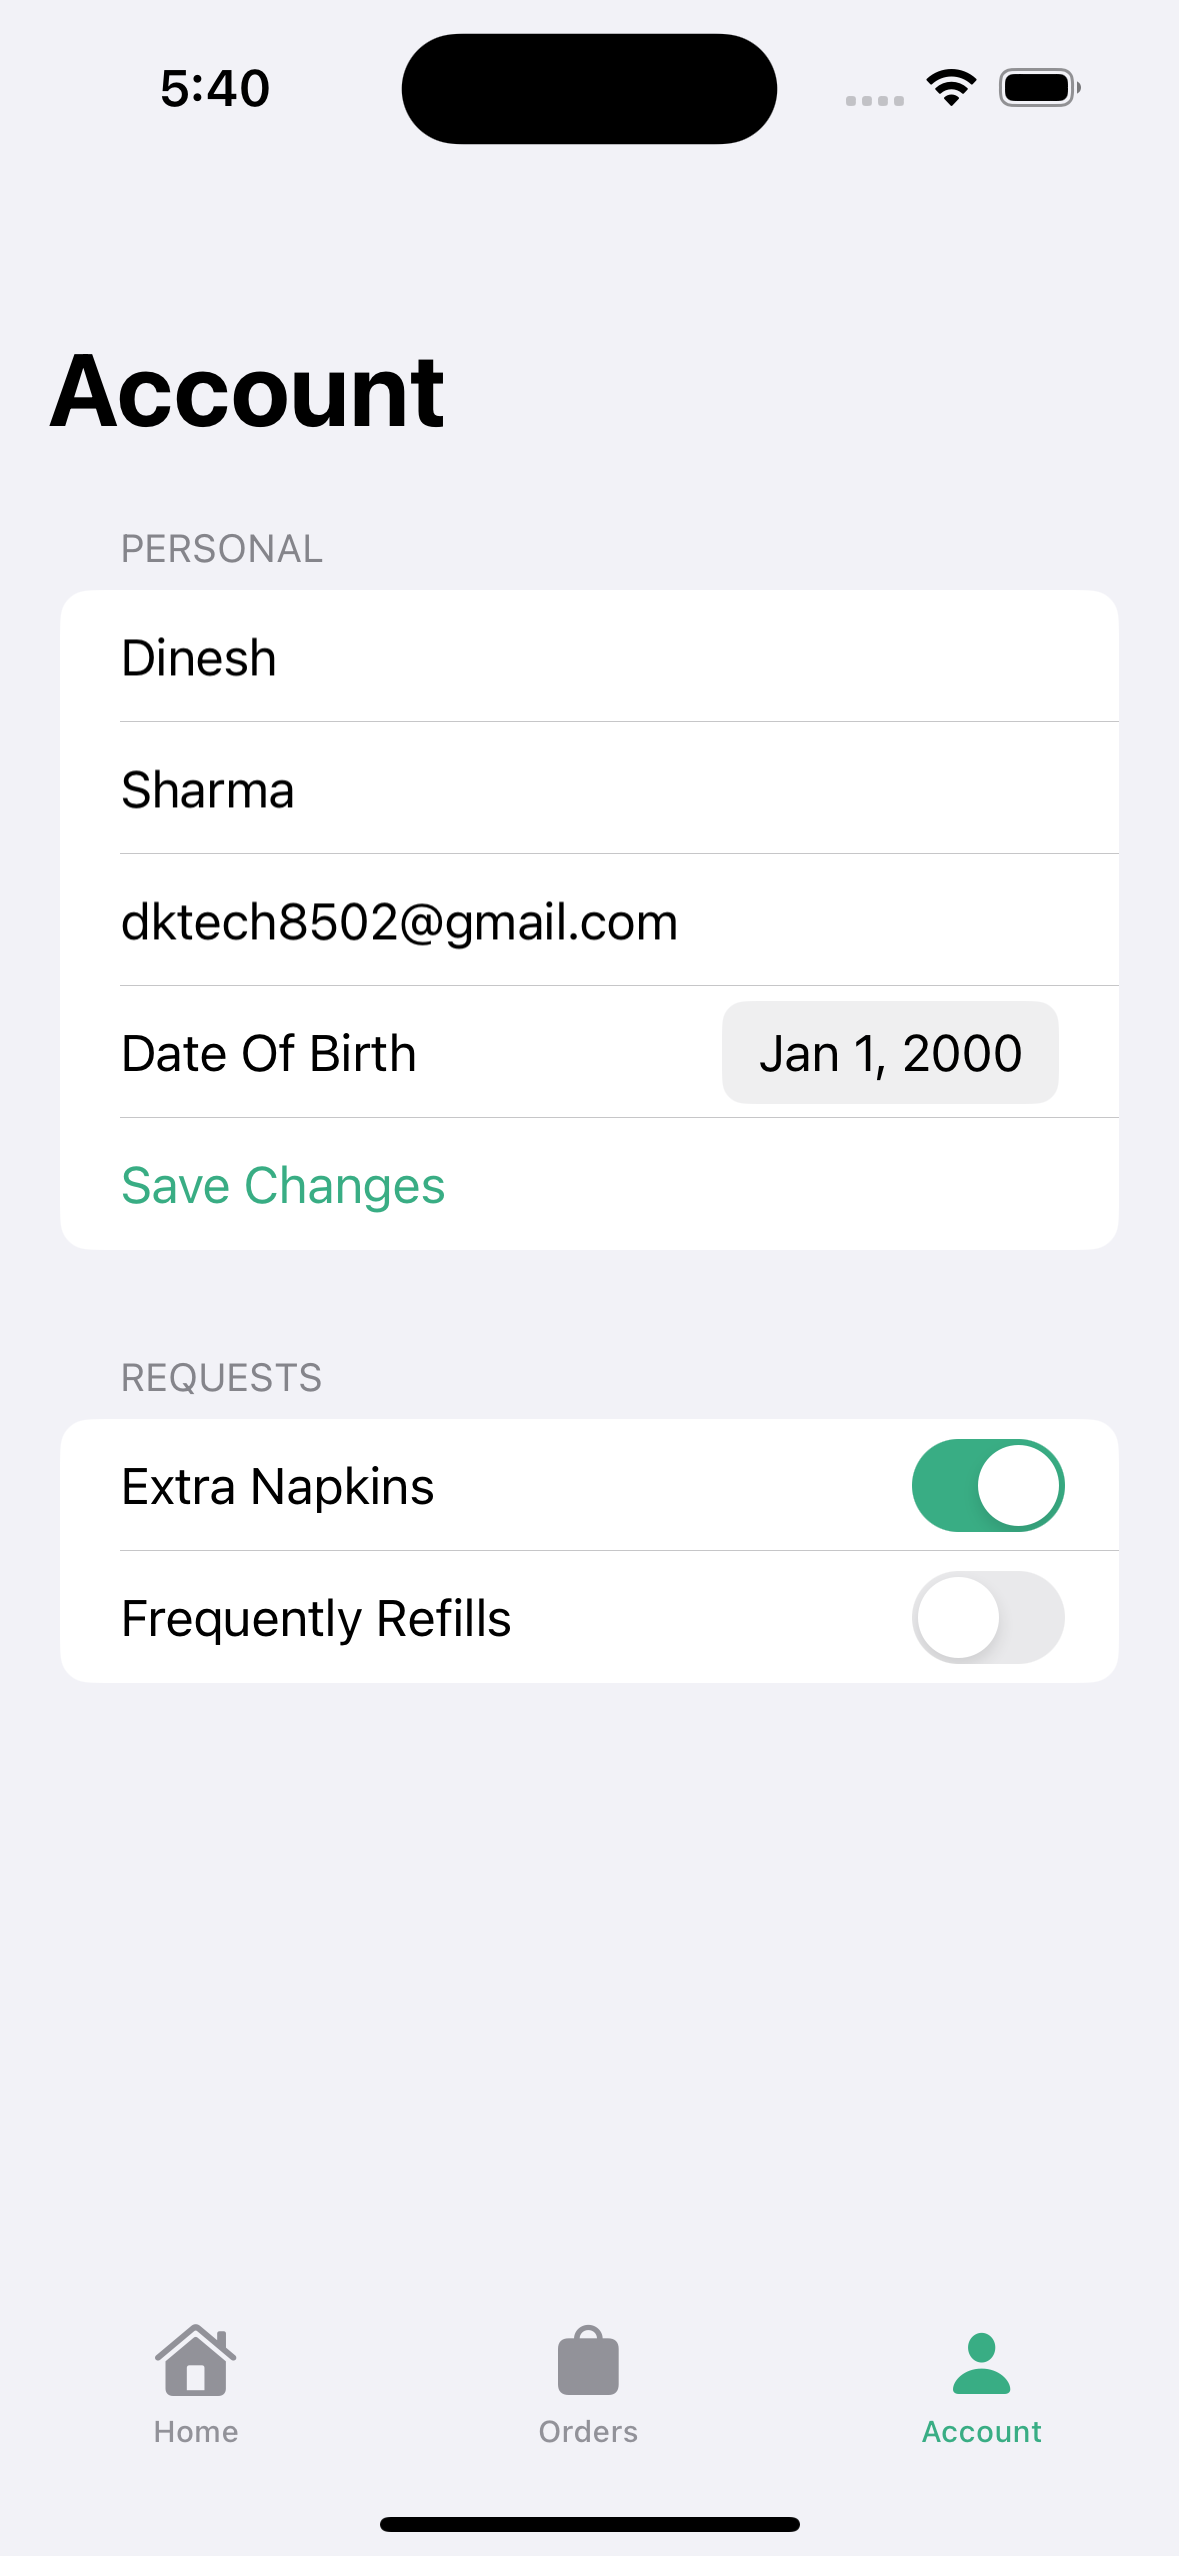 5:40
Account
PERSONAL
Dinesh
Sharma
dktech8502@gmail.com
Date Of Birth Jan 1, 2000
Save Changes
REQUESTS
Extra Napkins
Frequently Refills
Home Orders Account